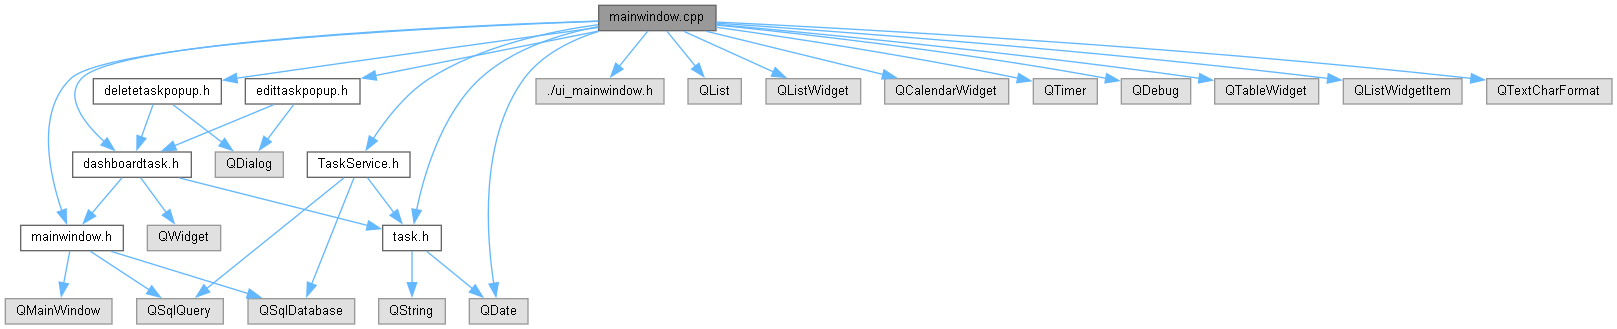 mainwindow.cpp
deletetaskpopup.h
edittaskpopup.h
../ui_mainwindow.h
QList
QListWidget
QCalendarWidget
QTimer
QDebug
QTableWidget
QListWidgetItem
QTextCharFormat
dashboardtask.h
QDialog
TaskService.h
mainwindow.h
QWidget
task.h
QMainWindow
QSqlQuery
QSqlDatabase
QString
QDate